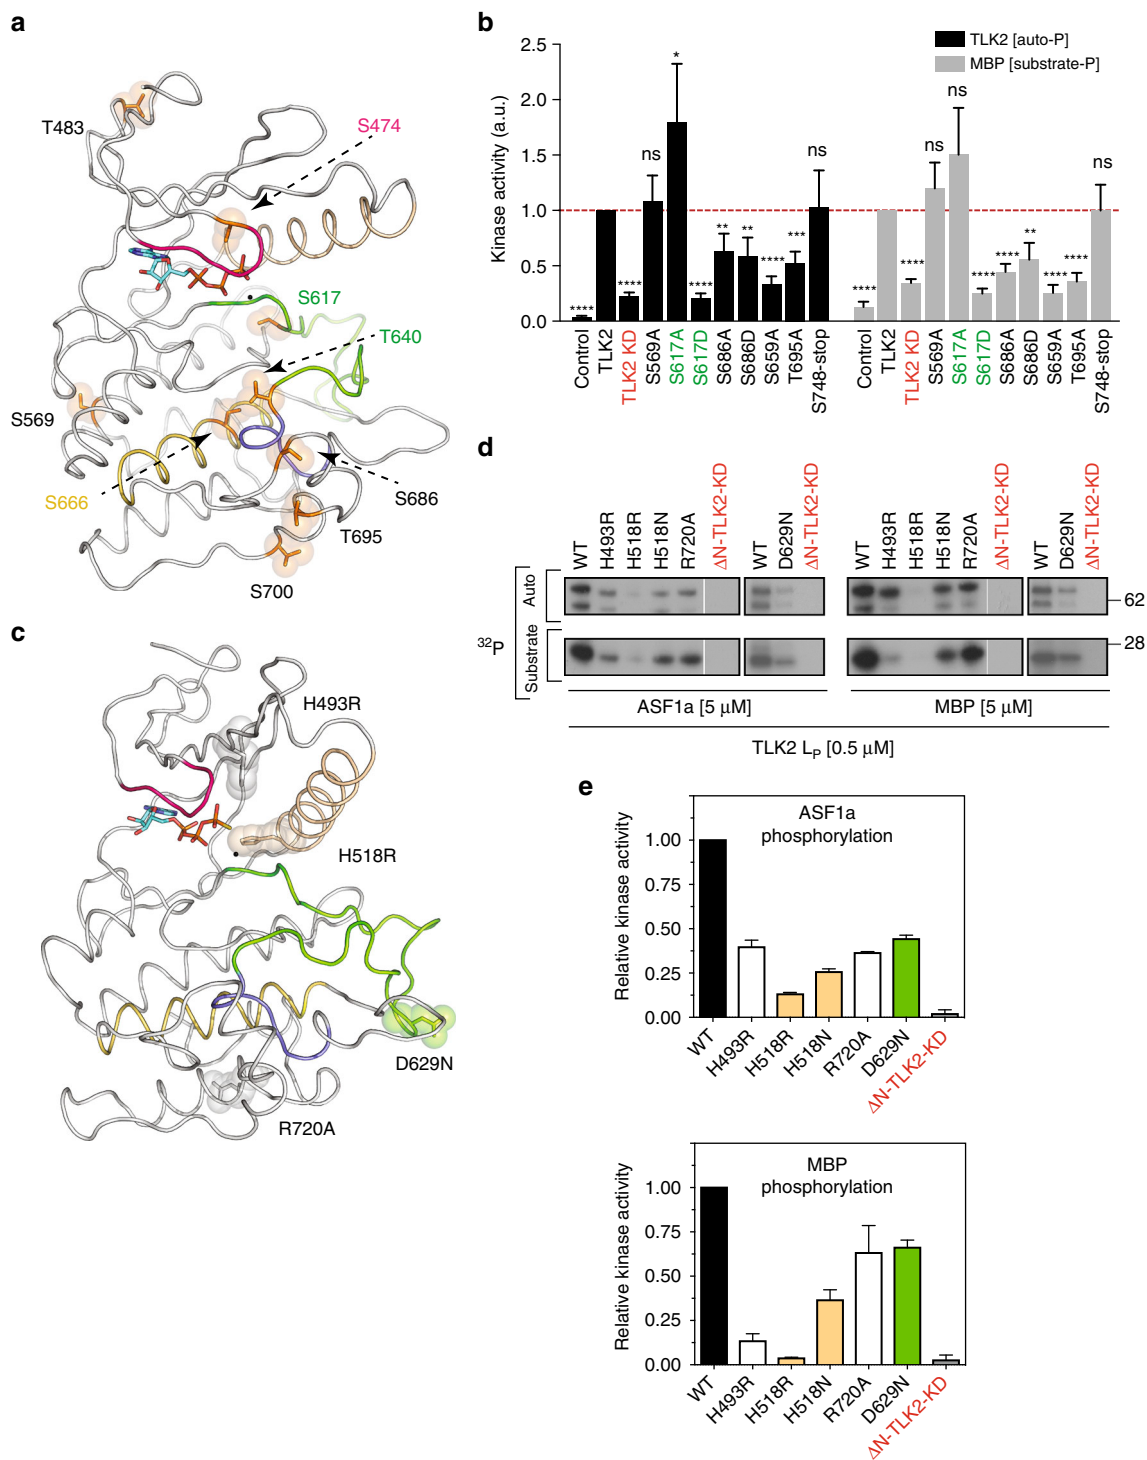 a
T483
S474
S617
T640
S569
S666
S686
T695
S700
b
TLK2 [auto-P]
MBP [substrate-P]
Kinase activity (a.u.)
2.5
2.0
1.5
1.0
0.5
0.0
**** **** ns * **** ** ** **** *** ns
**** **** ns ns **** **** ** **** **** ns
Control TLK2 TLK2 KD S569A S617A S617D S686A S686D S659A T695A S748-stop
Control TLK2 TLK2 KD S569A S617A S617D S686A S686D S659A T695A S748-stop
c
H493R
H518R
D629N
R720A
d
WT H493R H518R H518N R720A ΔN-TLK2-KD WT D629N ΔN-TLK2-KD
WT H493R H518R H518N R720A ΔN-TLK2-KD WT D629N ΔN-TLK2-KD
32P
Auto
Substrate
62
28
ASF1a [5 μM]
MBP [5 μM]
TLK2 LP [0.5 μM]
e
ASF1a
phosphorylation
Relative kinase activity
1.00
0.75
0.50
0.25
0.00
WT H493R H518R H518N R720A D629N ΔN-TLK2-KD
MBP
phosphorylation
Relative kinase activity
1.00
0.75
0.50
0.25
0.00
WT H493R H518R H518N R720A D629N ΔN-TLK2-KD